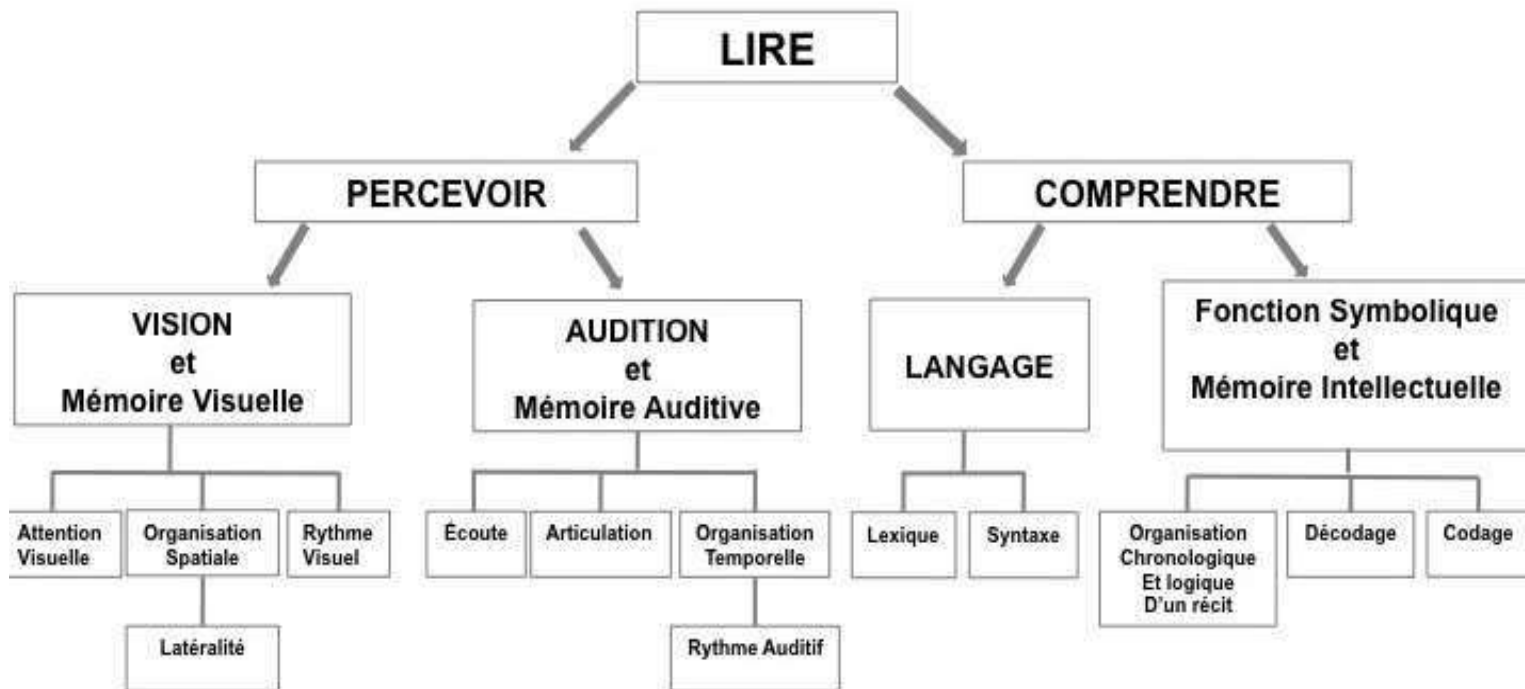 LIRE
PERCEVOIR
COMPRENDRE
VISION
et
Mémoire Visuelle
AUDITION
et
Mémoire Auditive
LANGAGE
Fonction Symbolique
et
Mémoire Intellectuelle
Attention
Visuelle
Organisation
Spatiale
Rythme
Visuel
Écoute
Articulation
Organisation
Temporelle
Lexique
Syntaxe
Organisation
Chronologique
Et logique
D'un récit
Décodage
Codage
Latéralité
Rythme Auditif